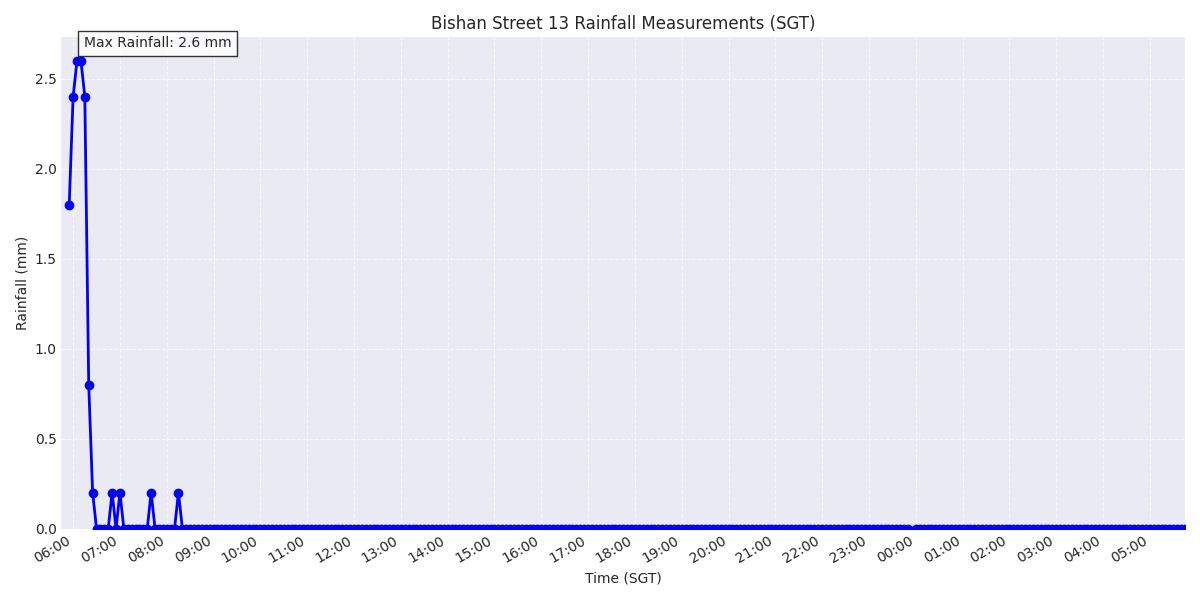 Bishan Street 13 Rainfall Measurements (SGT)
Max Rainfall: 2.6 mm
Rainfall (mm)
2.5
2.0
1.5
1.0
0.5
0.0
06:00 07:00 08:00 09:00 10:00 11:00 12:00 13:00 14:00 15:00 16:00 17:00 18:00 19:00 20:00 21:00 22:00 23:00 00:00 01:00 02:00 03:00 04:00 05:00
Time (SGT)